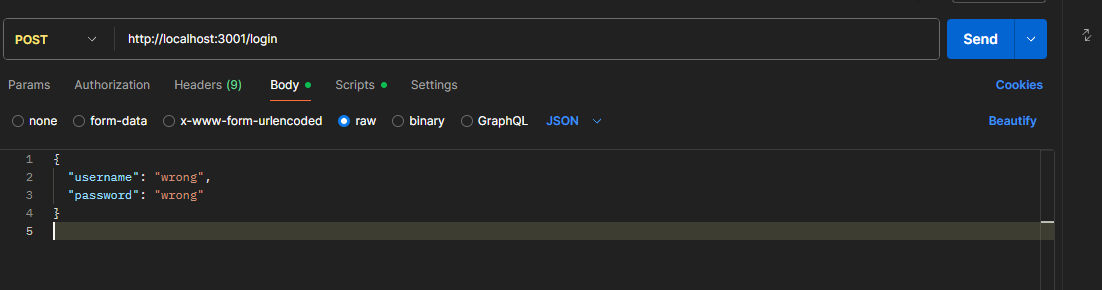 POST http://localhost:3001/login Send
Params Authorization Headers (9) Body Scripts Settings Cookies
none form-data x-www-form-urlencoded raw binary GraphQL JSON Beautify
1 {
2 "username": "wrong",
3 "password": "wrong"
4 }
5